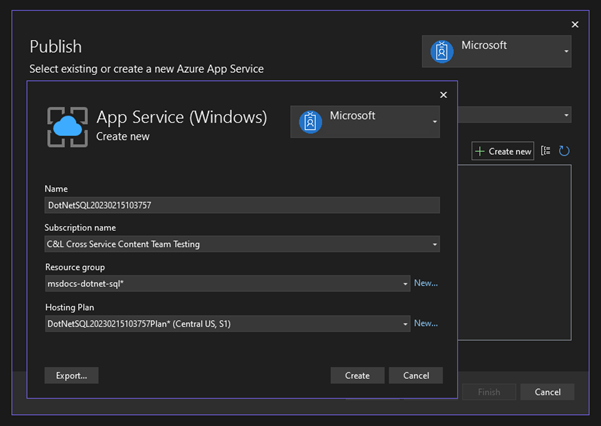 Publish
Microsoft
Select existing or create a new Azure App Service
App Service (Windows)
Create new
Microsoft
Create new
Name
DotNetSQL20230215103757
Subscription name
C&L Cross Service Content Team Testing
Resource group
msdocs-dotnet-sql*
New...
Hosting Plan
DotNetSQL20230215103757Plan* (Central US, S1)
New...
Export...
Create
Cancel
Finish
Cancel